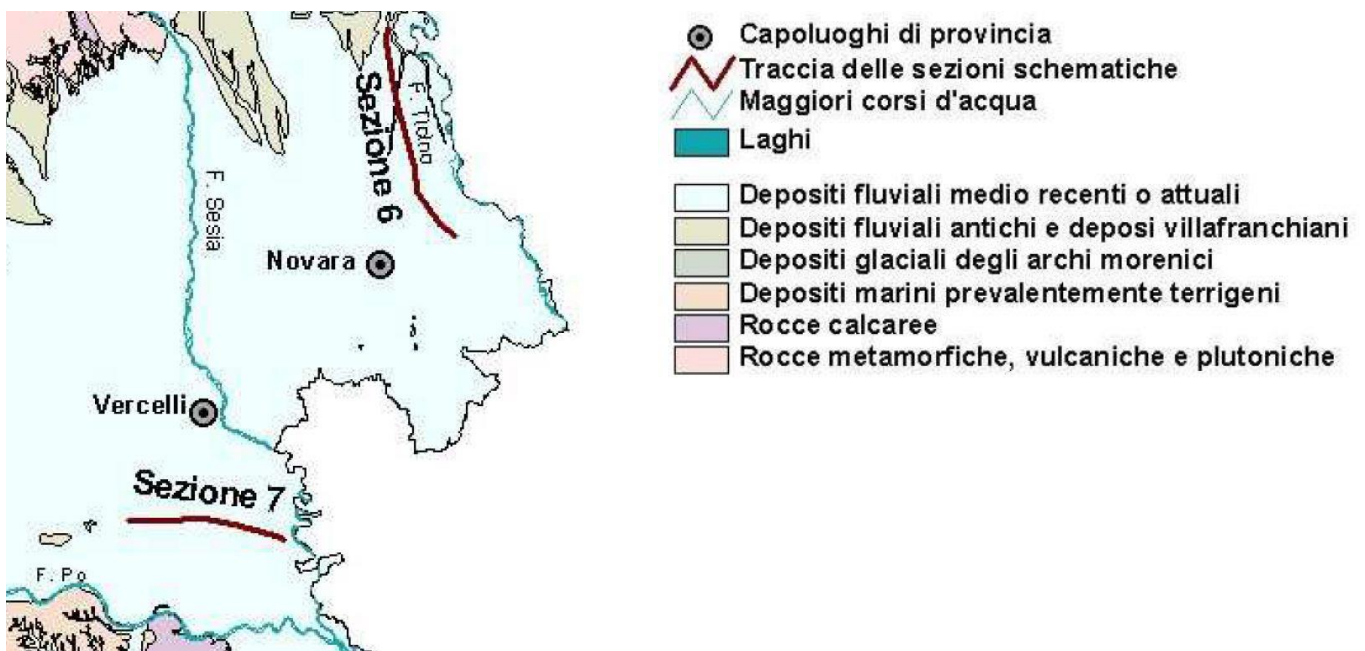 Sezione 6
F. Ticino
F. Sesia
Novara
Vercelli
Sezione 7
F. Po
Capoluoghi di provincia
Traccia delle sezioni schematiche
Maggiori corsi d'acqua
Laghi
Depositi fluviali medio recenti o attuali
Depositi fluviali antichi e deposi villafranchiani
Depositi glaciali degli archi morenici
Depositi marini prevalentemente terrigeni
Rocce calcaree
Rocce metamorfiche, vulcaniche e plutoniche